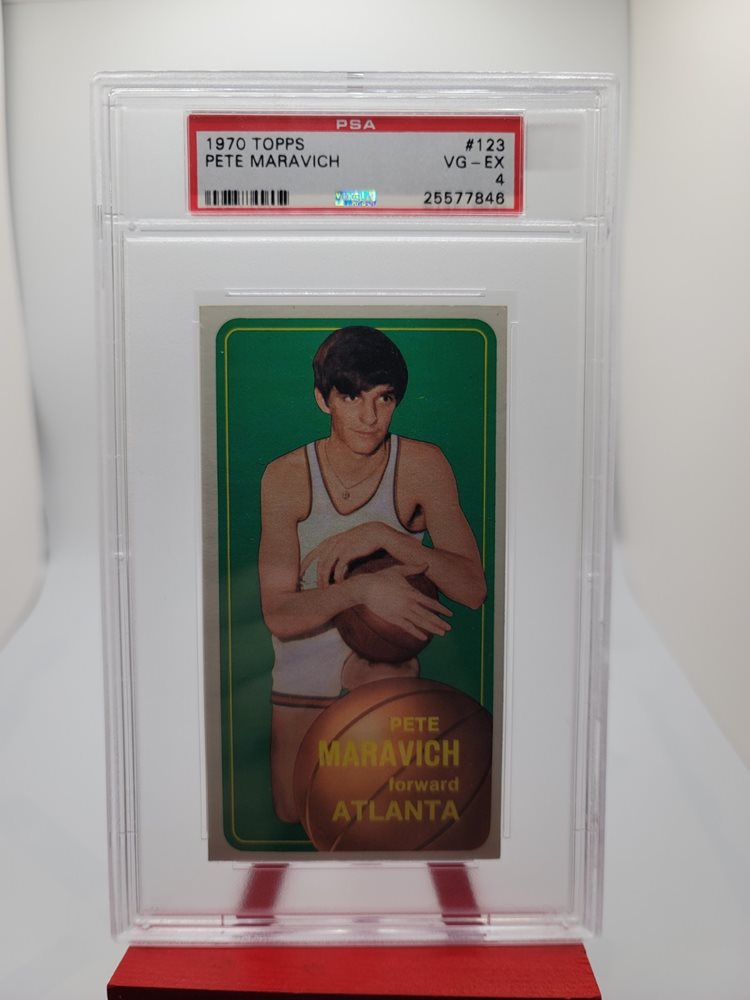 PSA
1970 TOPPS #123
PETE MARAVICH VG-EX
4
25577846
PETE
MARAVICH
forward
ATLANTA